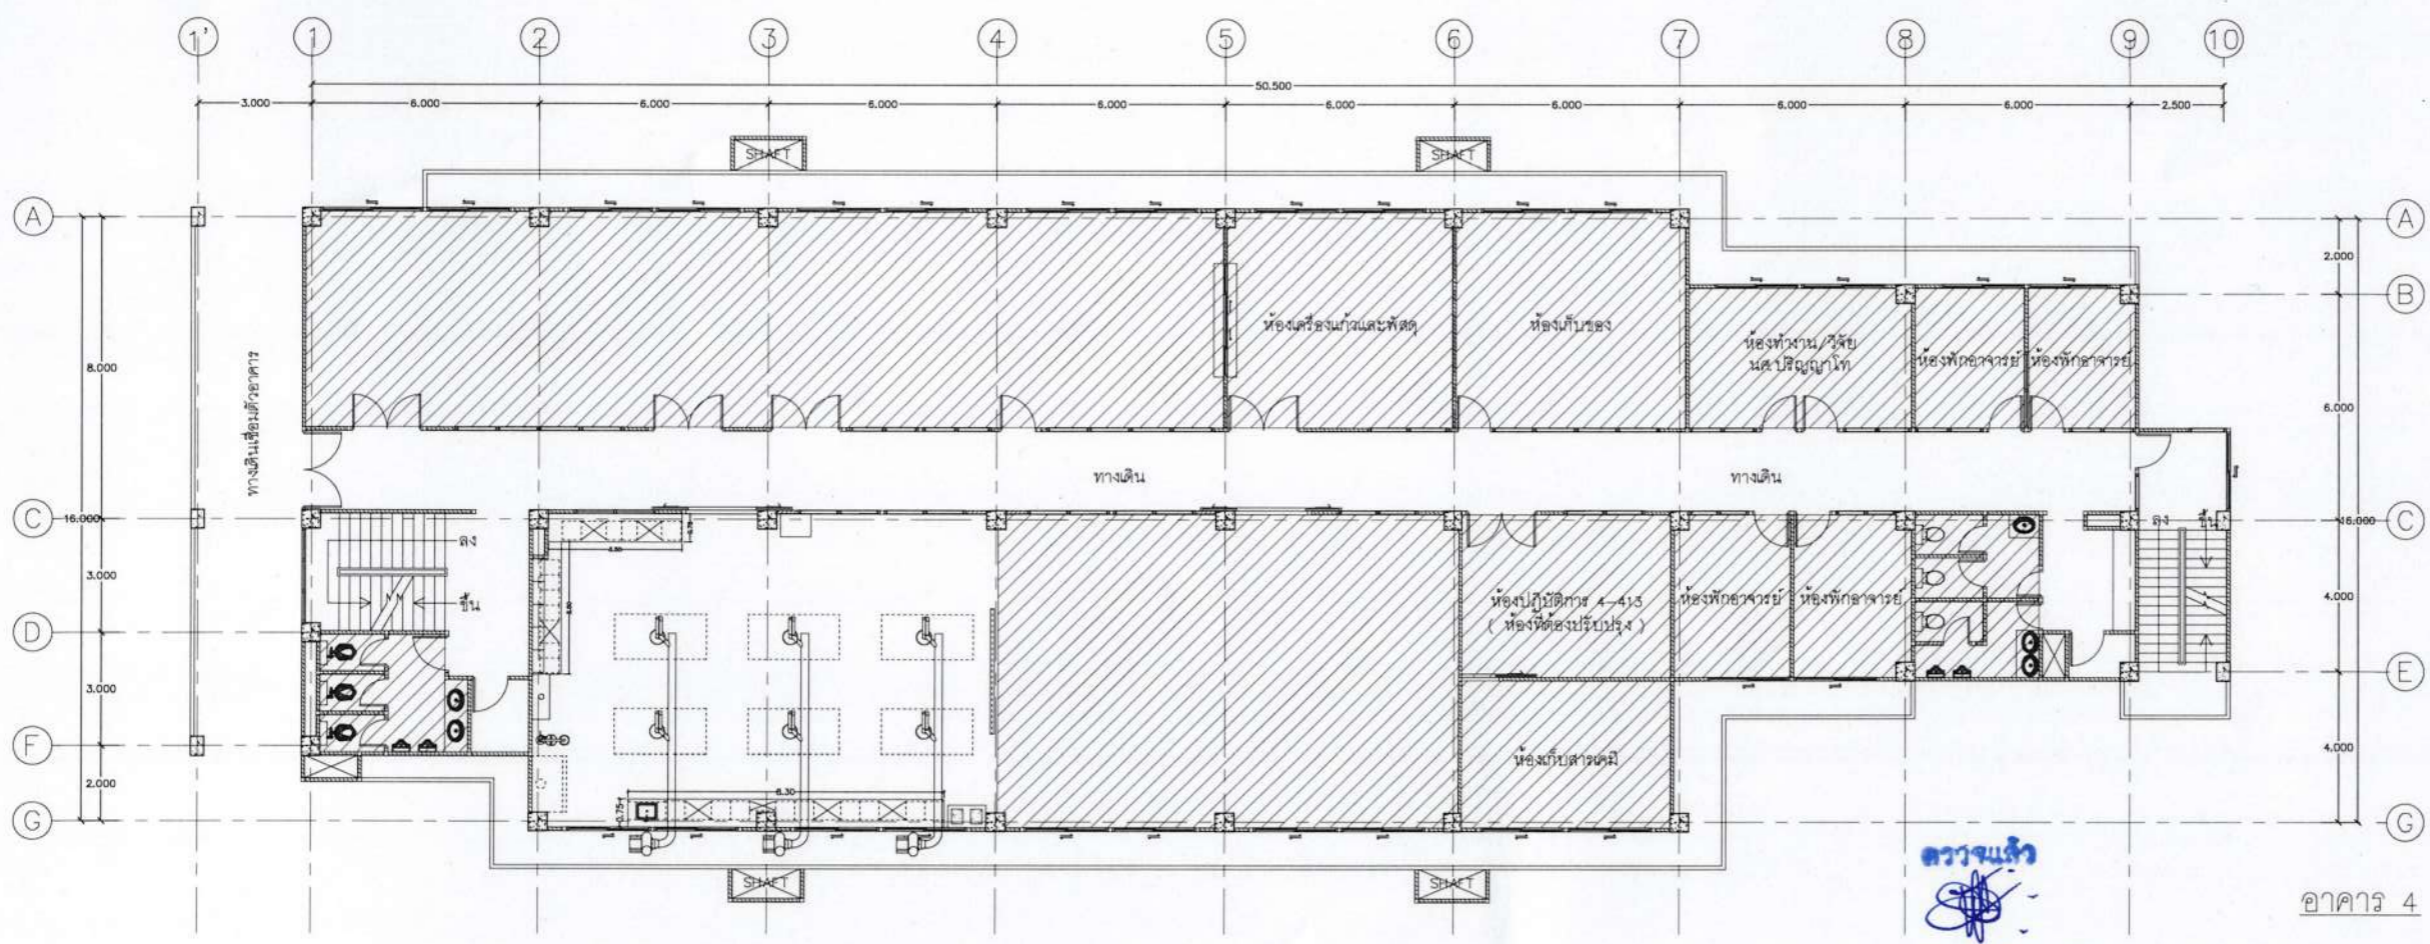 1' 1 2 3 4 5 6 7 8 9 10
50.500
3.000 6.000 6.000 6.000 6.000 6.000 6.000 6.000 6.000 2.500
SHAFT SHAFT
A A
2.000
B
ห้องเครื่องแก้วและพัสดุ ห้องเก็บของ
ห้องทำงาน/วิจัย
นศ.ปริญญาโท
ห้องพักอาจารย์ ห้องพักอาจารย์
8.000
6.000
ทางเดินเชื่อมตัวอาคาร
ทางเดิน ทางเดิน
C 16.000
ลง ขึ้น 16.000 C
ลง
3.000
ขึ้น
ห้องปฏิบัติการ 4-413
( ห้องที่ต้องปรับปรุง )
ห้องพักอาจารย์ ห้องพักอาจารย์
4.000
D
E
3.000
F
4.000
ห้องเก็บสารเคมี
2.000
6.30
0.75
G G
SHAFT SHAFT
ตรวจแล้ว
อาคาร 4